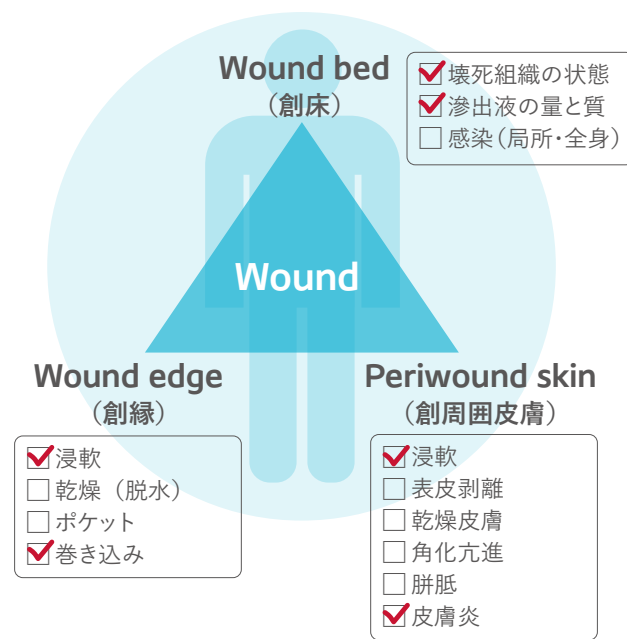 Wound bed
（創床）
壊死組織の状態
滲出液の量と質
感染（局所・全身）
Wound
Wound edge
（創縁）
浸軟
乾燥（脱水）
ポケット
巻き込み
Periwound skin
（創周囲皮膚）
浸軟
表皮剥離
乾燥皮膚
角化亢進
胼胝
皮膚炎